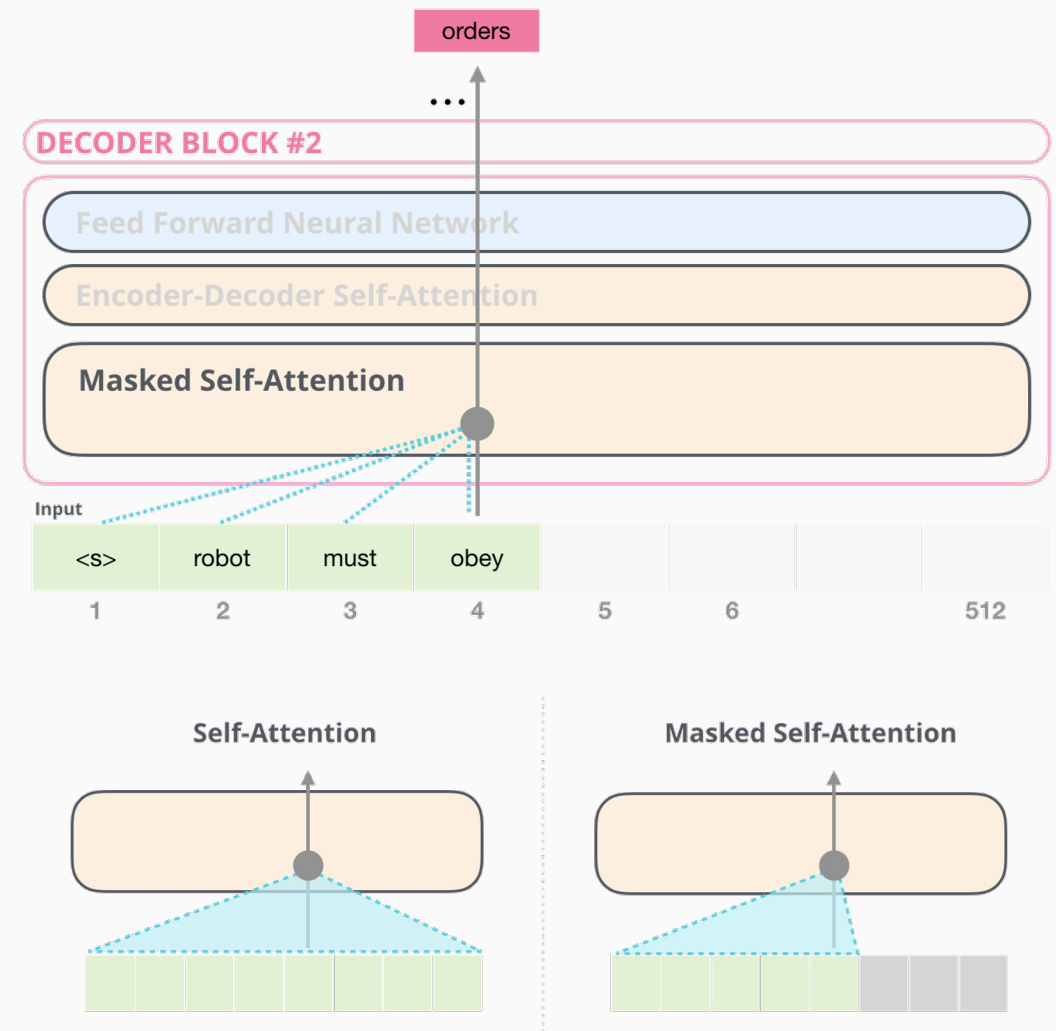 orders
...
DECODER BLOCK #2
Feed Forward Neural Network
Encoder-Decoder Self-Attention
Masked Self-Attention
Input
<s> robot must obey
1 2 3 4 5 6 512
Self-Attention
Masked Self-Attention